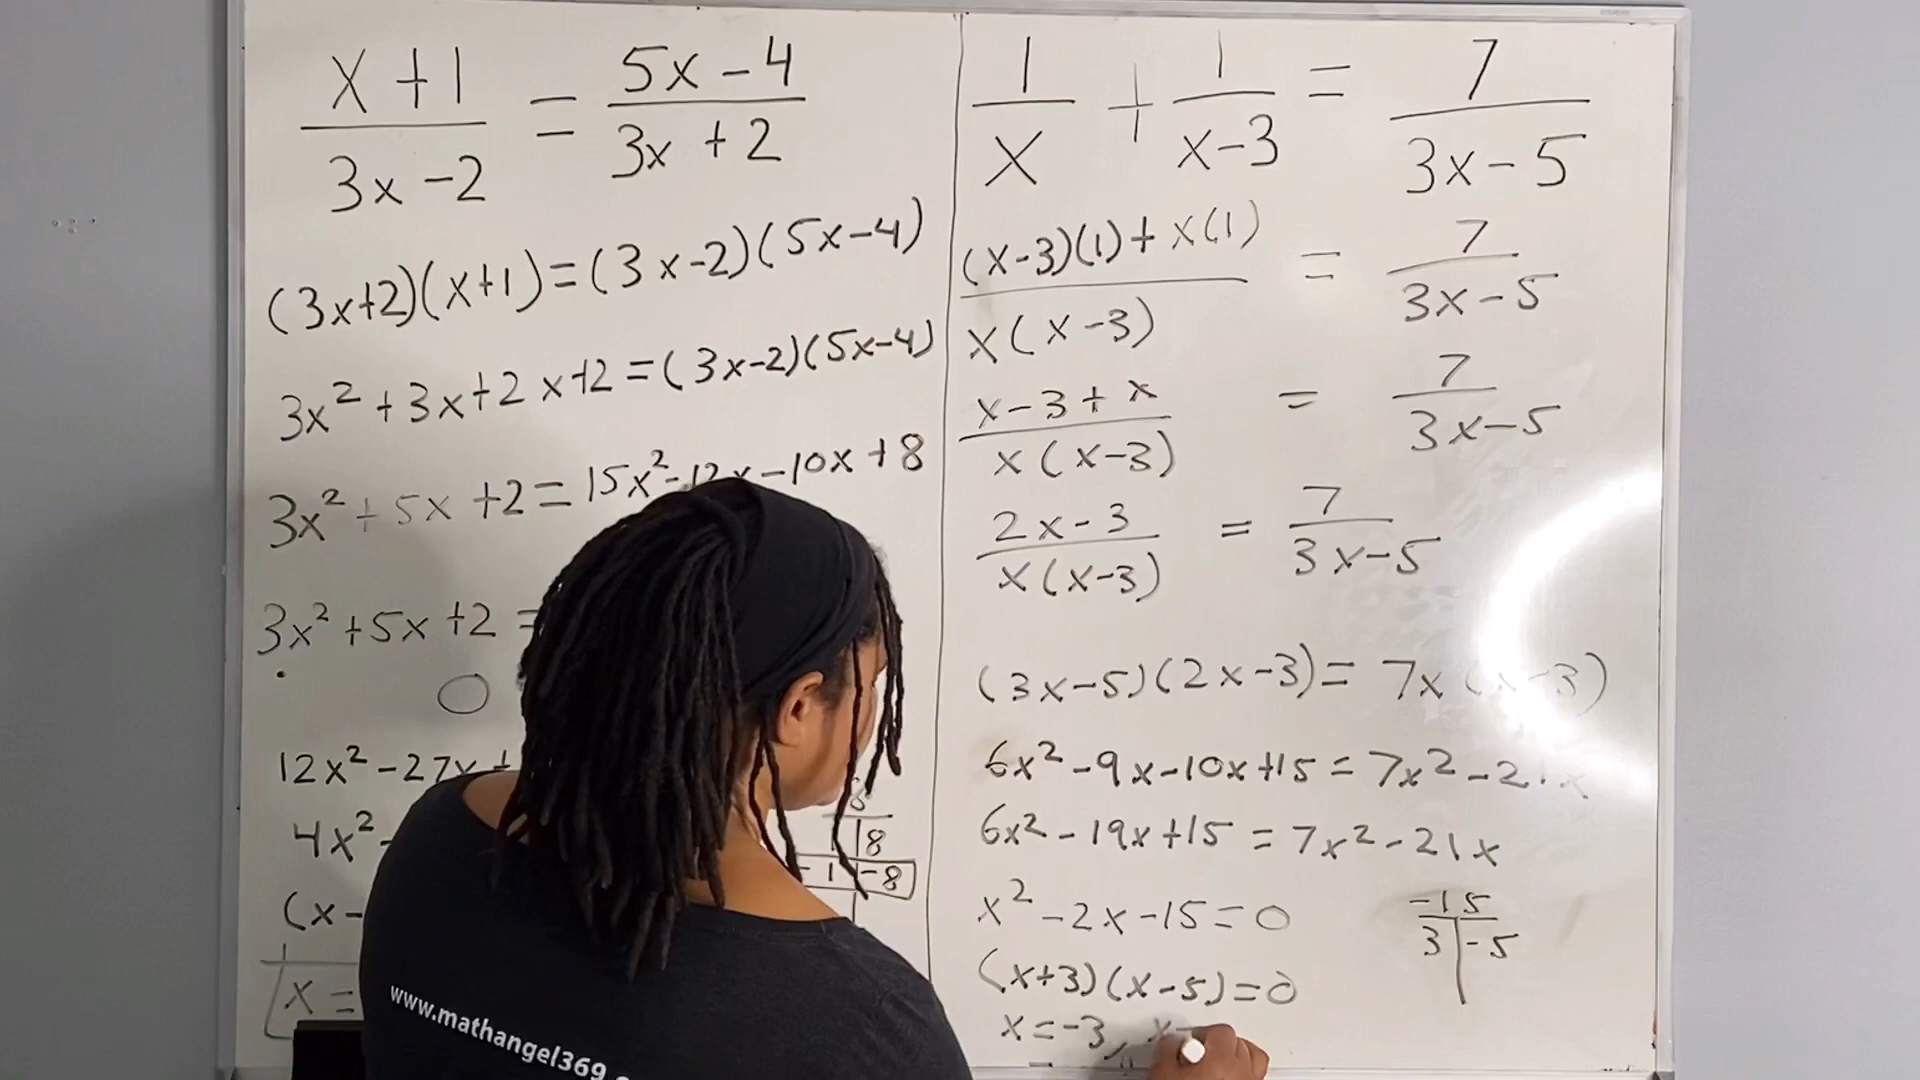 x + 1 / 3x - 2 = 5x - 4 / 3x + 2
(3x+2)(x+1) = (3x-2)(5x-4)
3x² + 3x + 2x + 2 = (3x-2)(5x-4)
3x² + 5x + 2 = 15x² - 12x - 10x + 8
3x² + 5x + 2 =
0
12x² - 27x +
4x² -
8
8
-1 -8
(x -
x =
1 / x + 1 / x-3 = 7 / 3x-5
(x-3)(1) + x(1) / x(x-3) = 7 / 3x-5
x-3+x / x(x-3) = 7 / 3x-5
2x-3 / x(x-3) = 7 / 3x-5
(3x-5)(2x-3) = 7x(x-3)
6x² - 9x - 10x + 15 = 7x² - 21x
6x² - 19x + 15 = 7x² - 21x
x² - 2x - 15 = 0
-15
3 -5
(x+3)(x-5) = 0
x = -3, x =
www.mathangel369.